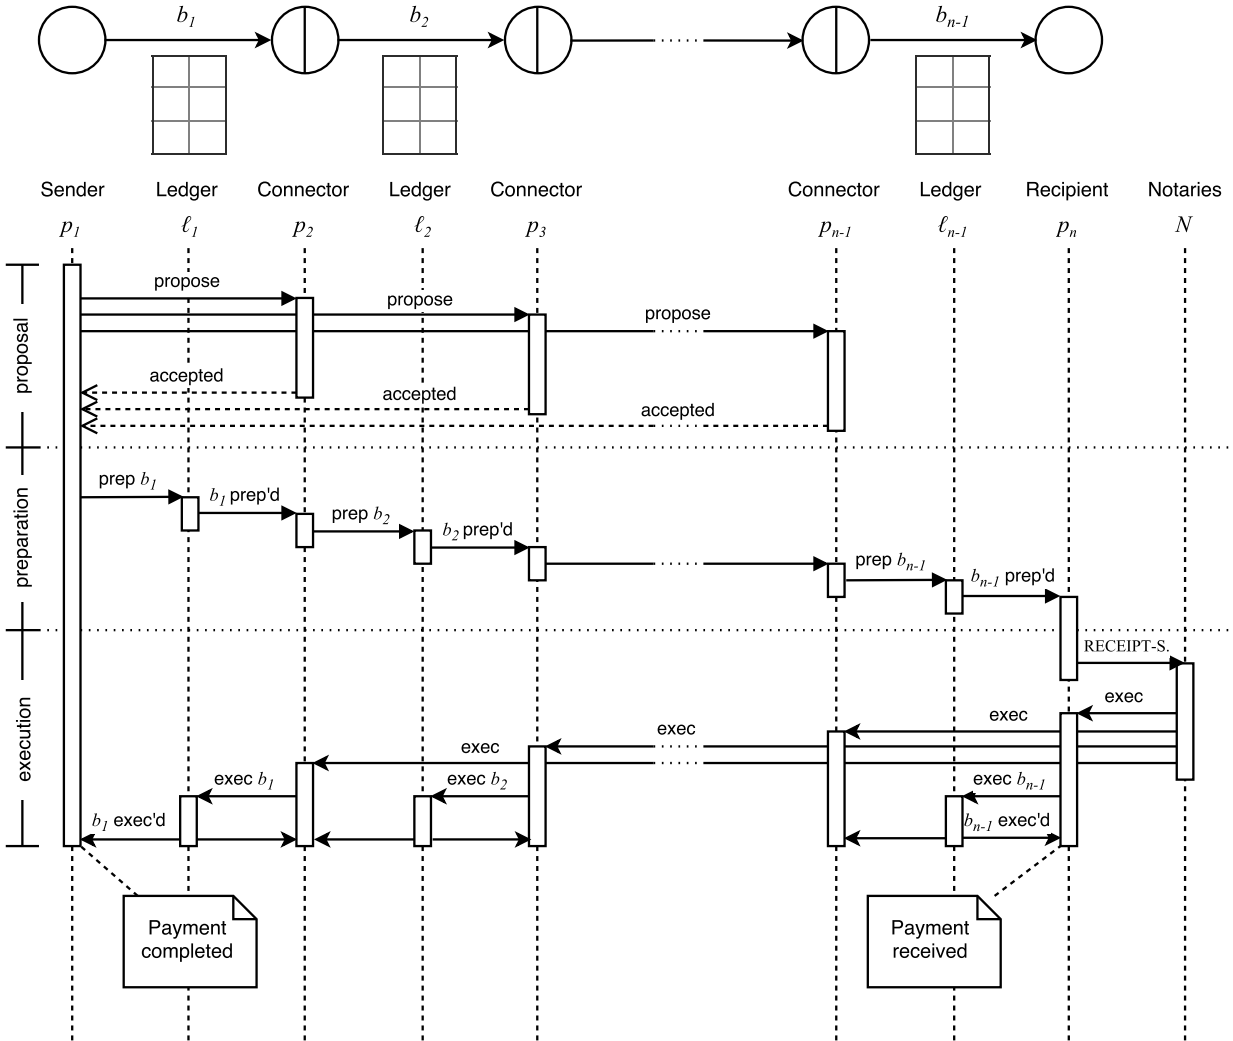 b1 b2 bn-1
Sender Ledger Connector Ledger Connector Connector Ledger Recipient Notaries
p1 ℓ1 p2 ℓ2 p3 pn-1 ℓn-1 pn N
proposal
propose
propose
propose
accepted
accepted
accepted
preparation
prep b1
b1 prep'd
prep b2
b2 prep'd
prep bn-1
bn-1 prep'd
execution
RECEIPT-S.
exec
exec
exec
exec
exec b1
exec b2
exec bn-1
b1 exec'd
bn-1 exec'd
Payment
completed
Payment
received